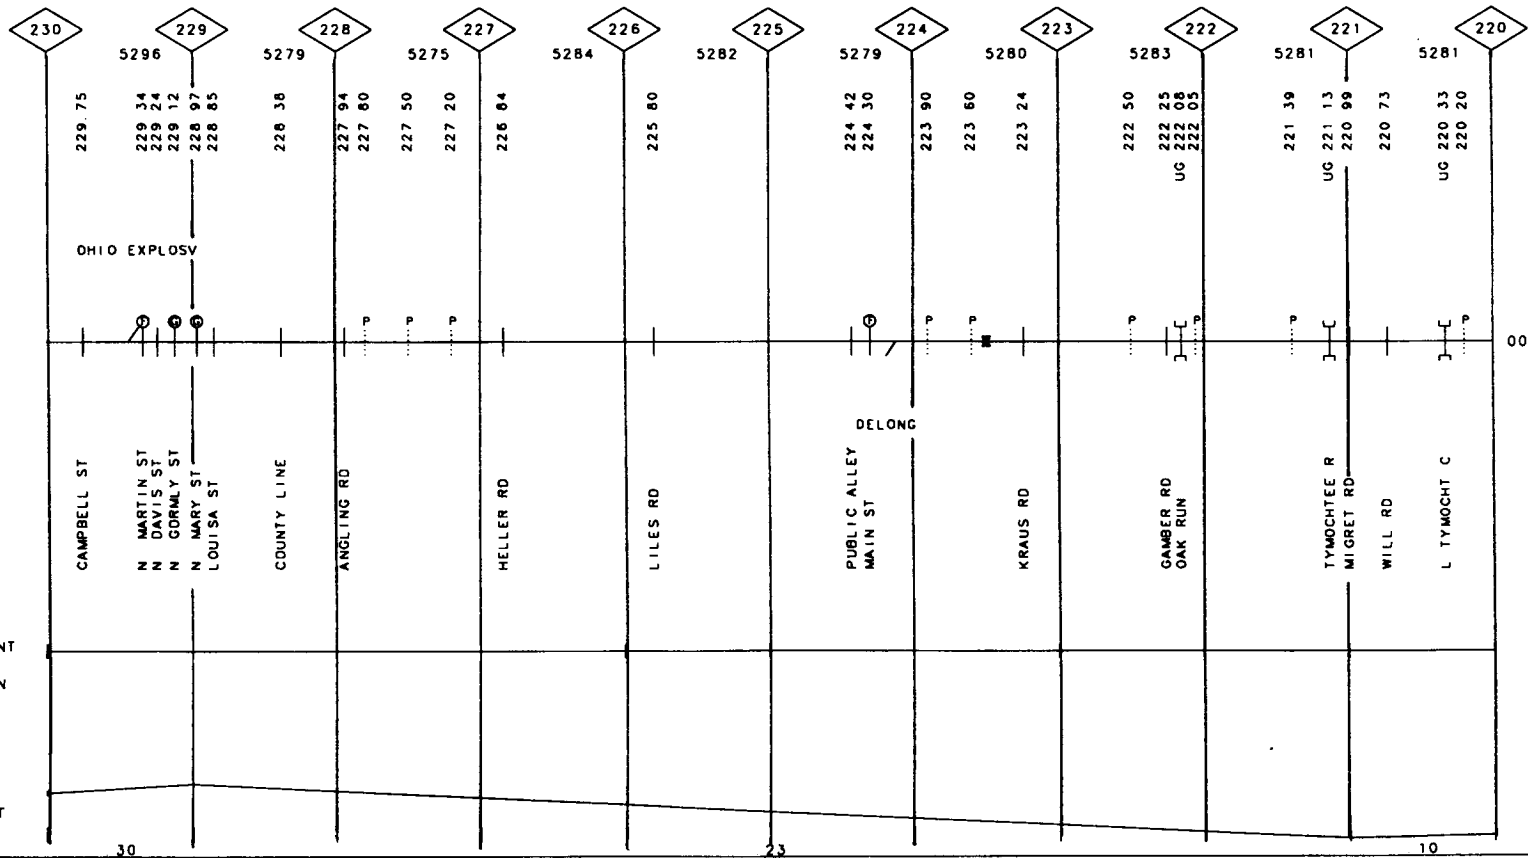 230 229 228 227 226 225 224 223 222 221 220
5296 5279 5275 5284 5282 5279 5280 5283 5281 5281
229.75
229 34
229 24
229 12
228 97
228 85
228 38
227 94
227 80
227 50
227 20
226 84
225 80
224 42
224 30
223 90
223 60
223 24
222 50
222 25
UG 222 08
222 05
221 39
UG 221 13
220 99
220 73
UG 220 33
220 20
OHIO EXPLOSV
F G G P P P F P P P P P P
00
DELONG
CAMPBELL ST
N MARTIN ST
N DAVIS ST
N GORMLY ST
N MARY ST
LOUISA ST
COUNTY LINE
ANGLING RD
HELLER RD
LILES RD
PUBLIC ALLEY
MAIN ST
KRAUS RD
GAMBER RD
OAK RUN
TYMOCHTEE R
MIGRET RD
WILL RD
L TYMOCHT C
NT
N
T
30 23 10